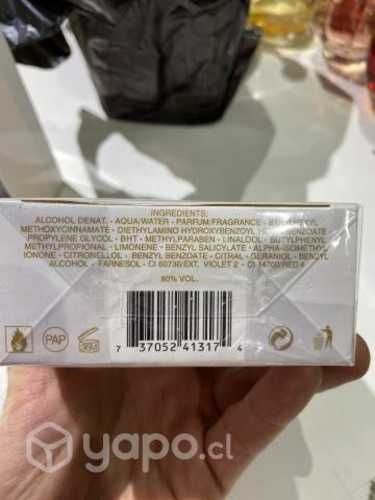 INGREDIENTS:
ALCOHOL DENAT. - AQUA/WATER - PARFUM/FRAGRANCE -
METHOXYCINNAMATE - DIETHYLAMINO HYDROXYBENZOYL BENZOATE
PROPYLENE GLYCOL - BHT - METHYLPARABEN - LINALOOL - BUTYLPHENYL
METHYLPROPIONAL - LIMONENE - BENZYL SALICYLATE - ALPHA-ISOMETHYL
IONONE - CITRONELLOL - BENZYL BENZOATE - CITRAL - GERANIOL - BENZYL
ALCOHOL - FARNESOL - CI 60730/EXT. VIOLET 2 - CI 14700/RED 4
80% VOL.
PAP
36M
7 37052 41317 4
yapo.cl